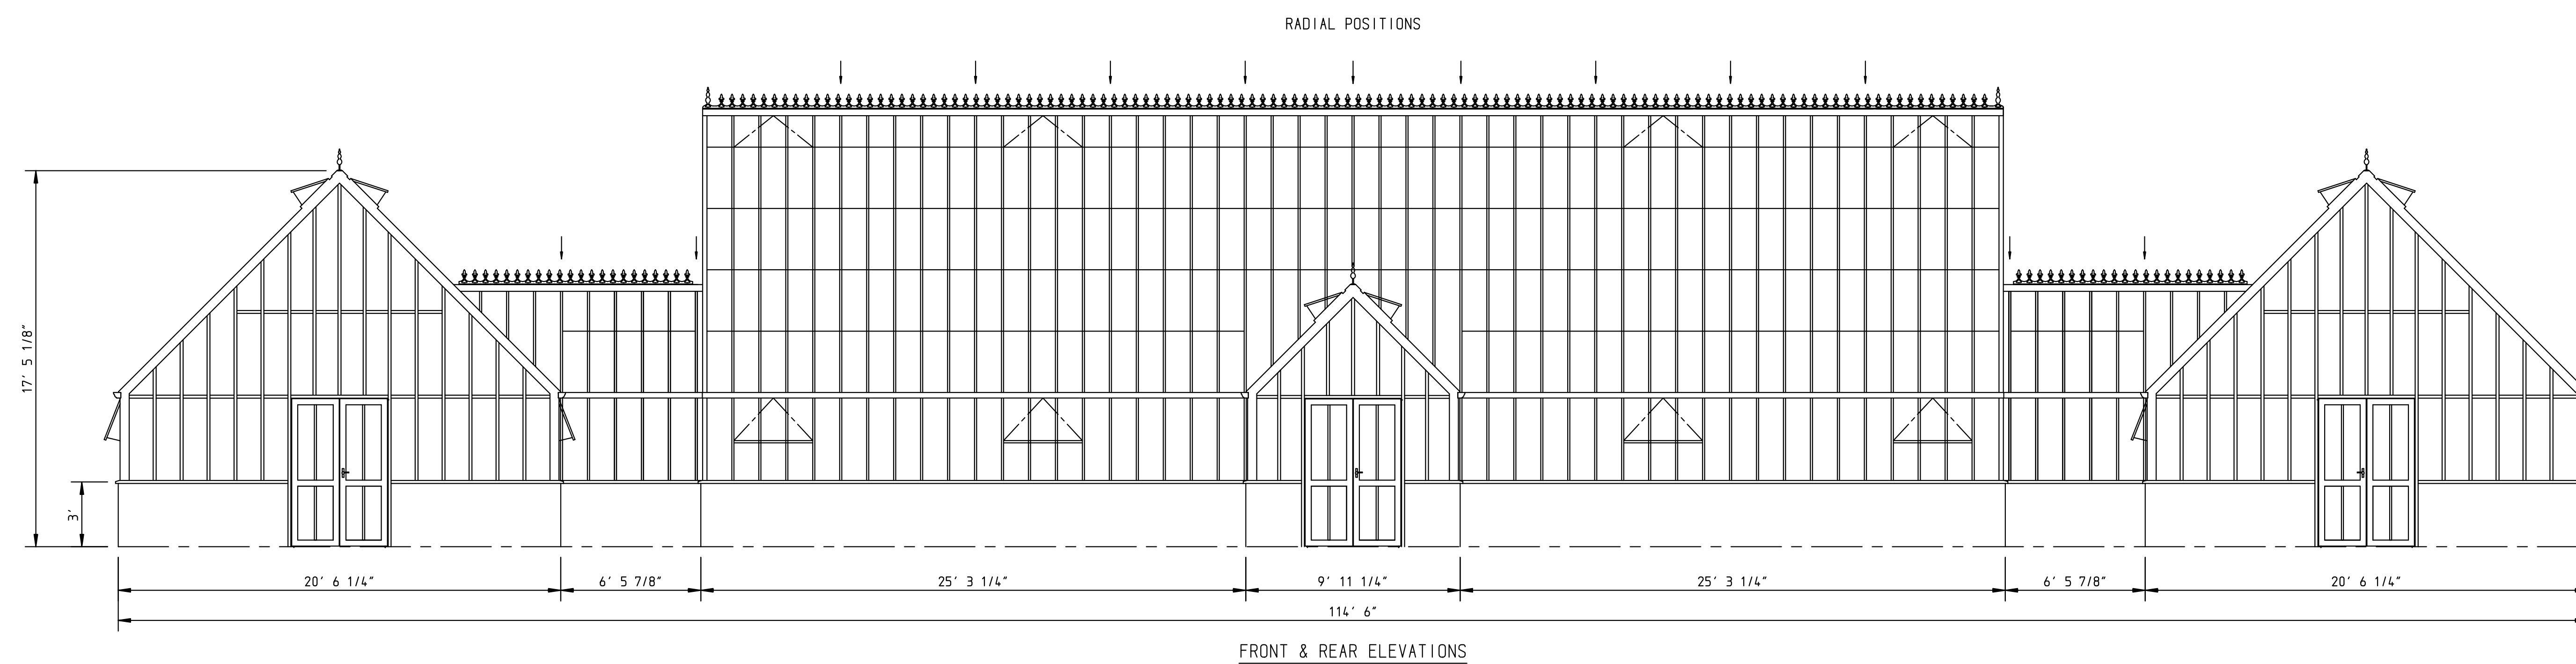 RADIAL POSITIONS
17' 5 1/8"
3'
20' 6 1/4"
6' 5 7/8"
25' 3 1/4"
9' 11 1/4"
25' 3 1/4"
6' 5 7/8"
20' 6 1/4"
114' 6"
FRONT & REAR ELEVATIONS